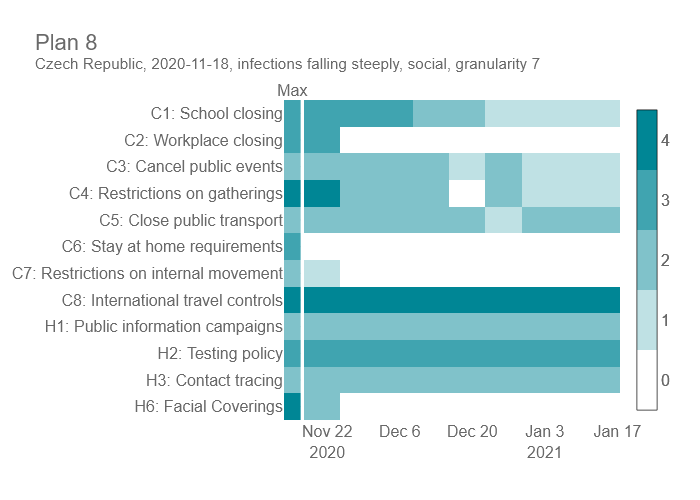 Plan 8
Czech Republic, 2020-11-18, infections falling steeply, social, granularity 7
Max
C1: School closing
C2: Workplace closing
C3: Cancel public events
C4: Restrictions on gatherings
C5: Close public transport
C6: Stay at home requirements
C7: Restrictions on internal movement
C8: International travel controls
H1: Public information campaigns
H2: Testing policy
H3: Contact tracing
H6: Facial Coverings
4
3
2
1
0
Nov 22 Dec 6 Dec 20 Jan 3 Jan 17
2020 2021